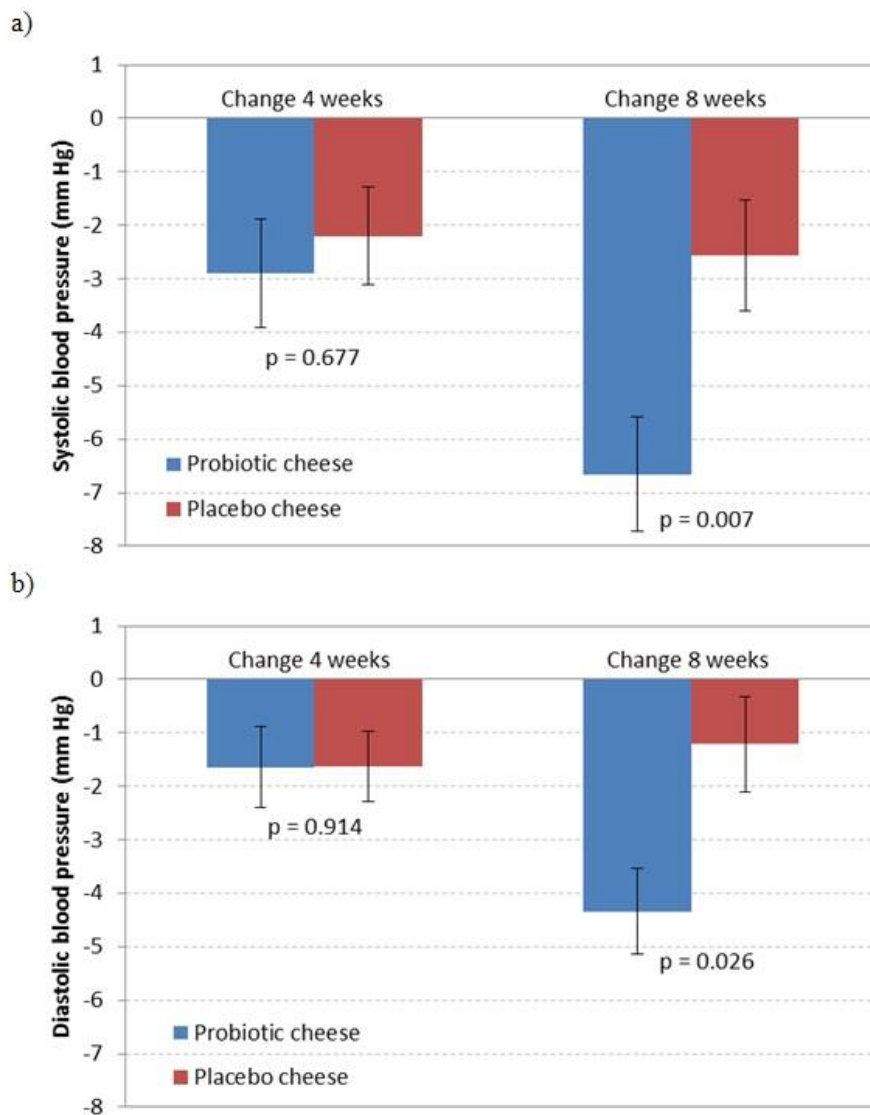 a)
Systolic blood pressure (mm Hg)
1
0
-1
-2
-3
-4
-5
-6
-7
-8
Change 4 weeks
Change 8 weeks
p = 0.677
p = 0.007
Probiotic cheese
Placebo cheese
b)
Diastolic blood pressure (mm Hg)
1
0
-1
-2
-3
-4
-5
-6
-7
-8
Change 4 weeks
Change 8 weeks
p = 0.914
p = 0.026
Probiotic cheese
Placebo cheese